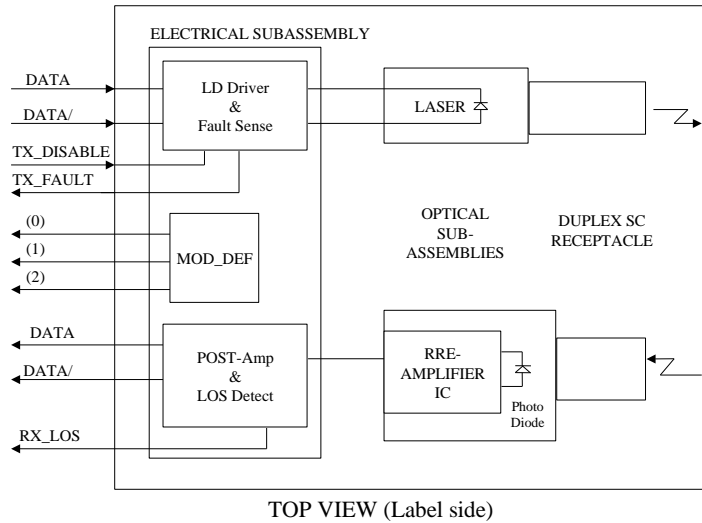 ELECTRICAL SUBASSEMBLY
DATA
DATA/
TX_DISABLE
TX_FAULT
LD Driver
&
Fault Sense
LASER
(0)
(1)
(2)
MOD_DEF
OPTICAL
SUB-
ASSEMBLIES
DUPLEX SC
RECEPTACLE
DATA
DATA/
RX_LOS
POST-Amp
&
LOS Detect
RRE-
AMPLIFIER
IC
Photo
Diode
TOP VIEW (Label side)